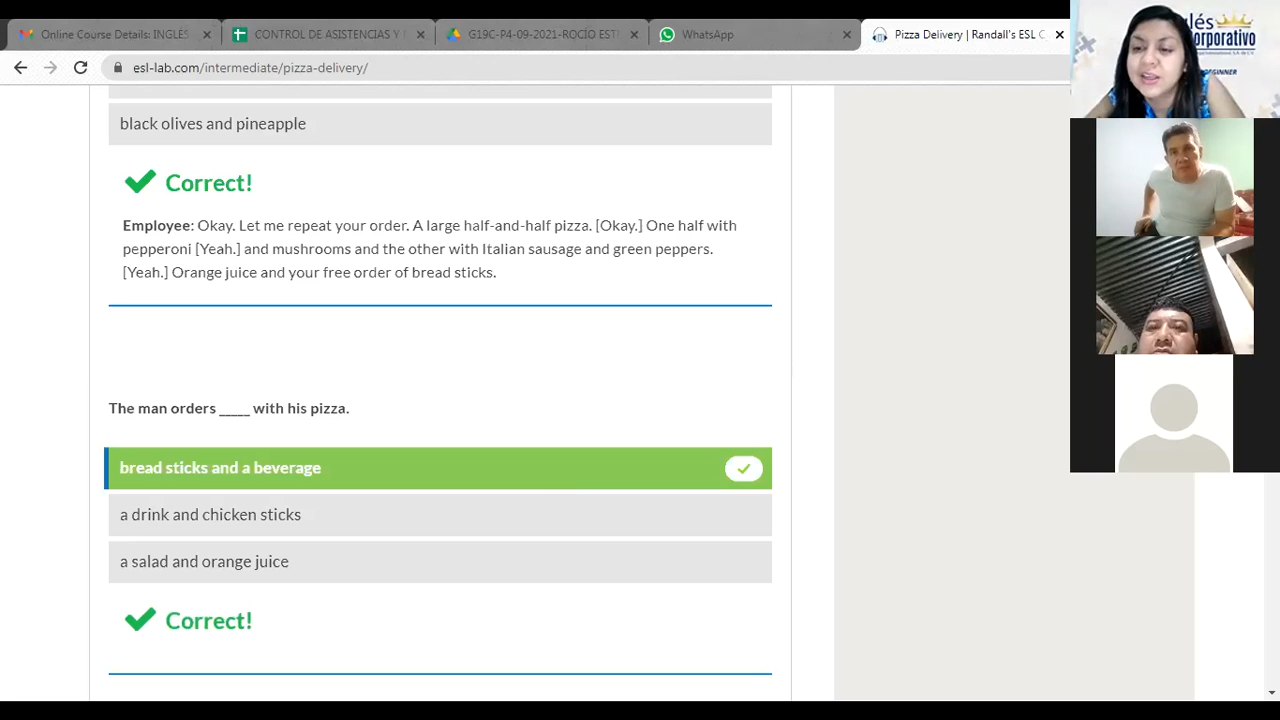 Online Course Details: INGLÉS
CONTROL DE ASISTENCIAS Y
G19C-P4-09-2021-ROCÍO EST
WhatsApp
Pizza Delivery | Randall's ESL C
esl-lab.com/intermediate/pizza-delivery/
glés
orporativo
EGINNER
black olives and pineapple
Correct!
Employee: Okay. Let me repeat your order. A large half-and-half pizza. [Okay.] One half with
pepperoni [Yeah.] and mushrooms and the other with Italian sausage and green peppers.
[Yeah.] Orange juice and your free order of bread sticks.
The man orders _____ with his pizza.
bread sticks and a beverage
a drink and chicken sticks
a salad and orange juice
Correct!